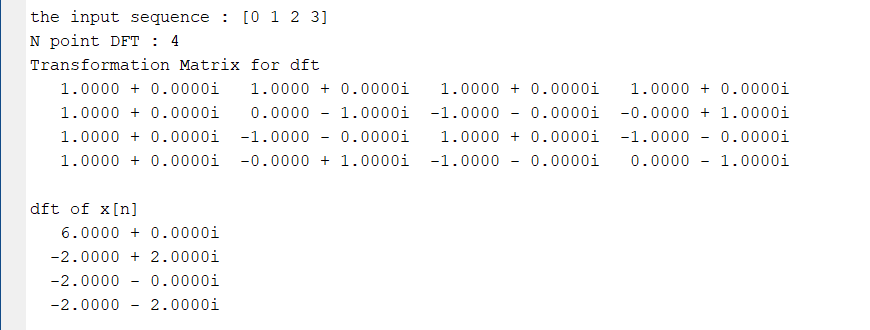 the input sequence : [0 1 2 3]
N point DFT : 4
Transformation Matrix for dft
1.0000 + 0.0000i   1.0000 + 0.0000i   1.0000 + 0.0000i   1.0000 + 0.0000i
1.0000 + 0.0000i   0.0000 - 1.0000i  -1.0000 - 0.0000i  -0.0000 + 1.0000i
1.0000 + 0.0000i  -1.0000 - 0.0000i   1.0000 + 0.0000i  -1.0000 - 0.0000i
1.0000 + 0.0000i  -0.0000 + 1.0000i  -1.0000 - 0.0000i   0.0000 - 1.0000i
dft of x[n]
6.0000 + 0.0000i
-2.0000 + 2.0000i
-2.0000 - 0.0000i
-2.0000 - 2.0000i